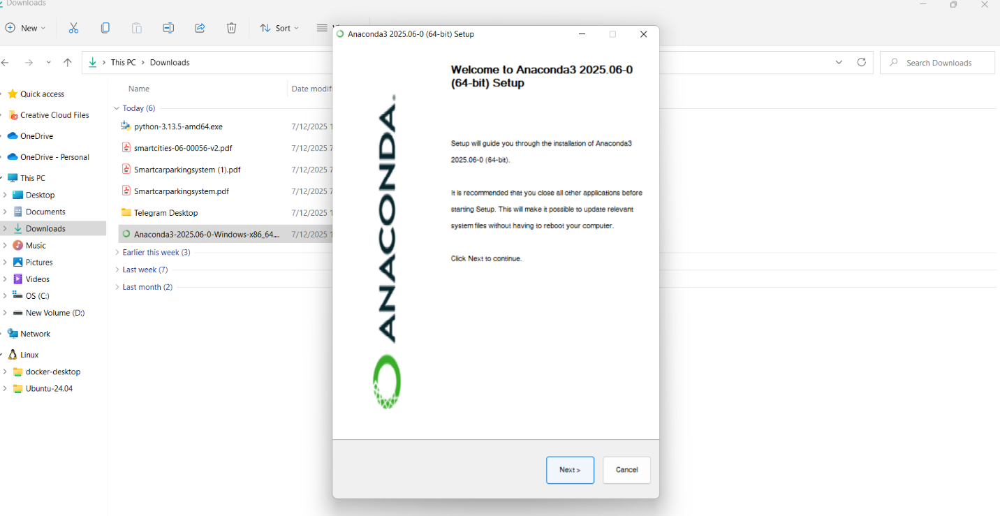 Downloads
New
Sort
Anaconda3 2025.06-0 (64-bit) Setup
This PC
Downloads
Search Downloads
Quick access
Creative Cloud Files
OneDrive
OneDrive - Personal
This PC
Desktop
Documents
Downloads
Music
Pictures
Videos
OS (C:)
New Volume (D:)
Network
Linux
docker-desktop
Ubuntu-24.04
Name
Date modifi
Today (6)
python-3.13.5-amd64.exe
7/12/2025 1
smartcities-06-00056-v2.pdf
7/12/2025 7
Smartcarparkingsystem (1).pdf
7/12/2025 7
Smartcarparkingsystem.pdf
7/12/2025 7
Telegram Desktop
7/12/2025 1
Anaconda3-2025.06-0-Windows-x86_64....
7/12/2025 1
Earlier this week (3)
Last week (7)
Last month (2)
ANACONDA.
Welcome to Anaconda3 2025.06-0
(64-bit) Setup
Setup will guide you through the installation of Anaconda3
2025.06-0 (64-bit).
It is recommended that you close all other applications before
starting Setup. This will make it possible to update relevant
system files without having to reboot your computer.
Click Next to continue.
Next >
Cancel